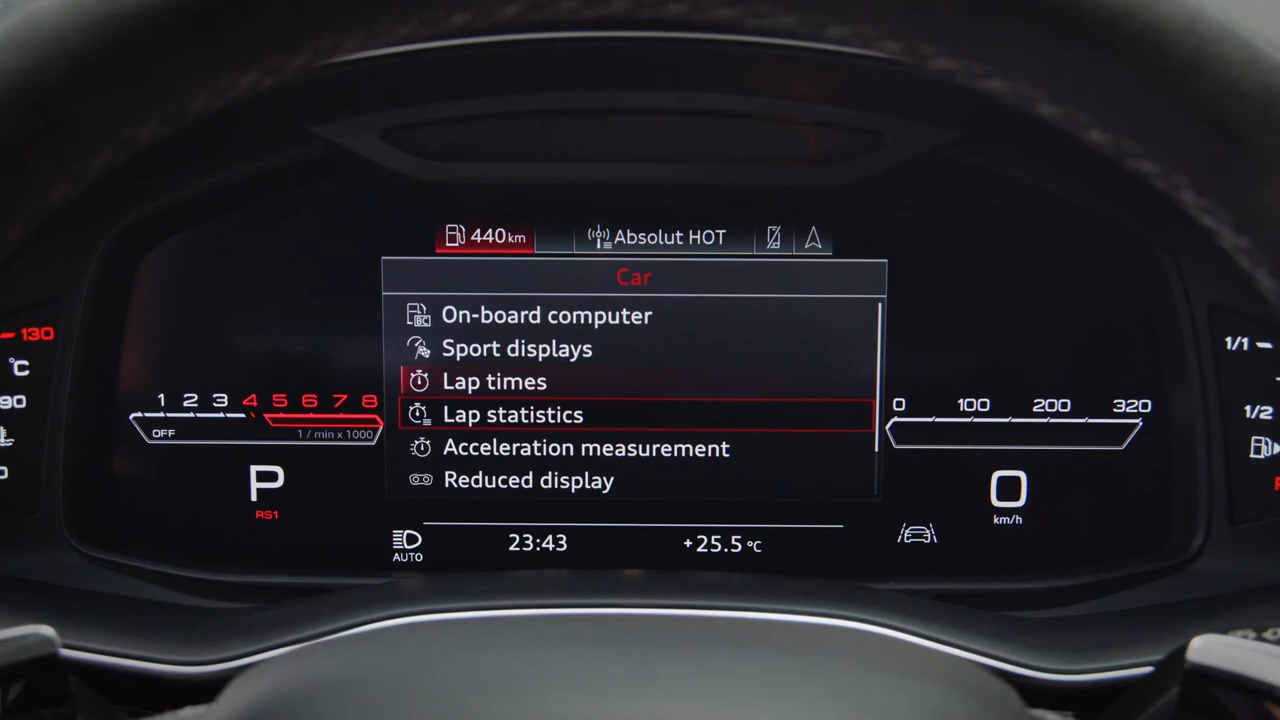 440 km Absolut HOT
Car
On-board computer
Sport displays
Lap times
Lap statistics
Acceleration measurement
Reduced display
130
°C
90
1 2 3 4 5 6 7 8
OFF 1 / min x 1000
P
RS1
0 100 200 320
0
km/h
1/1
1/2
AUTO
23:43 +25.5 °C